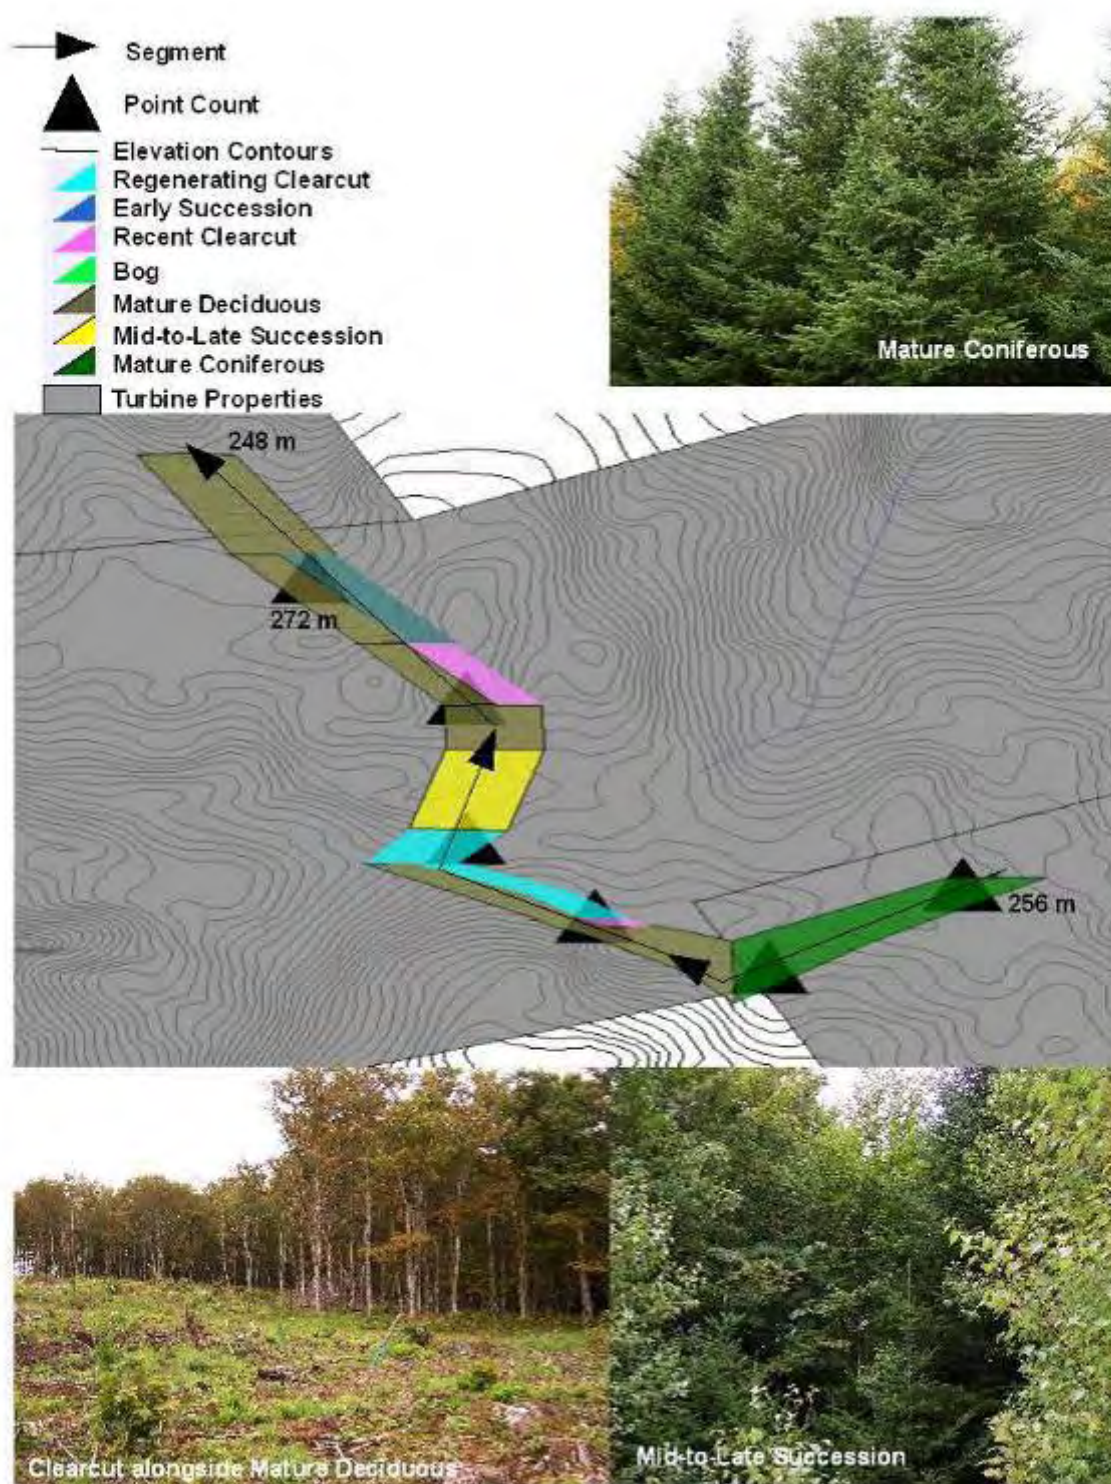 Segment
Point Count
Elevation Contours
Regenerating Clearcut
Early Succession
Recent Clearcut
Bog
Mature Deciduous
Mid-to-Late Succession
Mature Coniferous
Turbine Properties
Mature Coniferous
248 m
272 m
256 m
Clearcut alongside Mature Deciduous
Mid-to-Late Succession